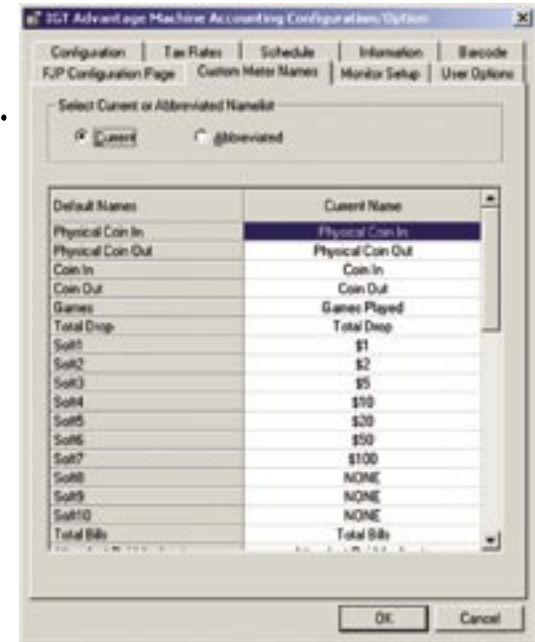 IGT Advantage Machine Accounting Configuration/Option
Configuration Tax Rates Schedule Information Barcode
FJP Configuration Page Custom Meter Names Monitor Setup User Options
Select Current or Abbreviated Namelist
Current Abbreviated
Default Names Current Name
Physical Coin In Physical Coin In
Physical Coin Out Physical Coin Out
Coin In Coin In
Coin Out Coin Out
Games Games Played
Total Drop Total Drop
Soft1 $1
Soft2 $2
Soft3 $5
Soft4 $10
Soft5 $20
Soft6 $50
Soft7 $100
Soft8 NONE
Soft9 NONE
Soft10 NONE
Total Bills Total Bills
OK Cancel